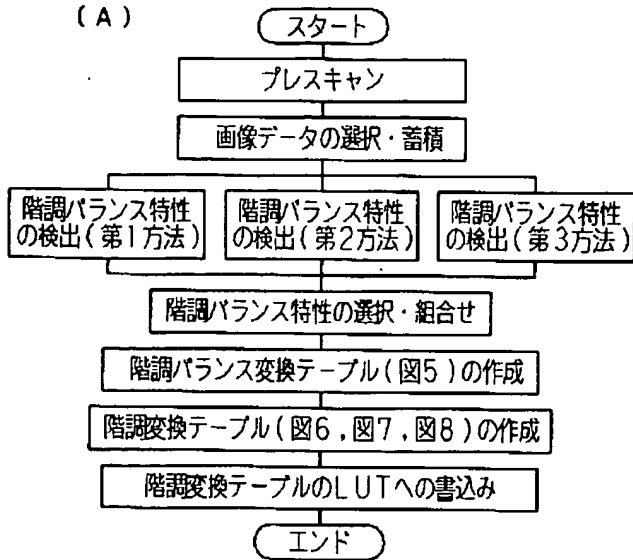 (A)
スタート
プレスキャン
画像データの選択・蓄積
階調バランス特性
の検出(第1方法)
階調バランス特性
の検出(第2方法)
階調バランス特性
の検出(第3方法)
階調バランス特性の選択・組合せ
階調バランス変換テーブル(図5)の作成
階調変換テーブル(図6,図7,図8)の作成
階調変換テーブルのLUTへの書込み
エンド